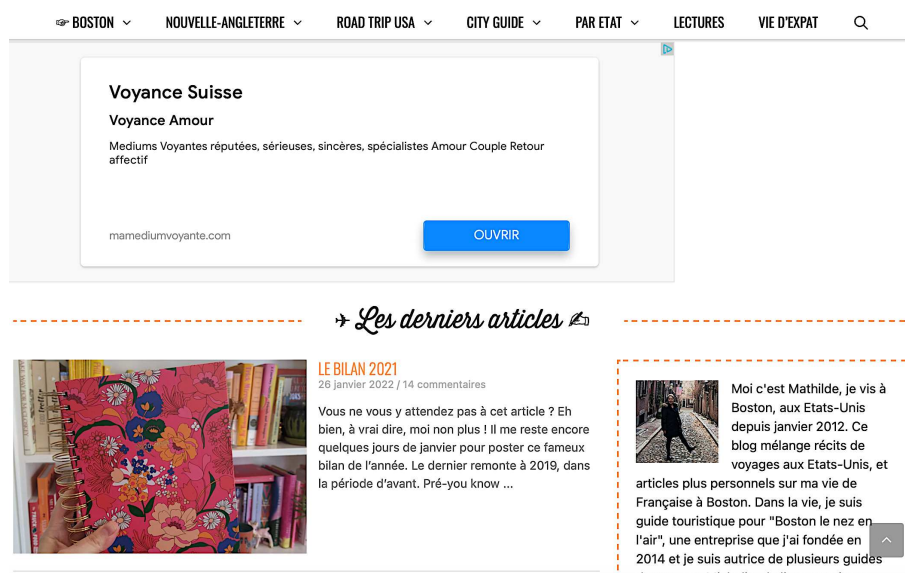 ☞ BOSTON NOUVELLE-ANGLETERRE ROAD TRIP USA CITY GUIDE PAR ETAT LECTURES VIE D'EXPAT
Voyance Suisse
Voyance Amour
Mediums Voyantes réputées, sérieuses, sincères, spécialistes Amour Couple Retour
affectif
mamediumvoyante.com
OUVRIR
✈ Les derniers articles ✍
LE BILAN 2021
26 janvier 2022 / 14 commentaires
Vous ne vous y attendez pas à cet article ? Eh
bien, à vrai dire, moi non plus ! Il me reste encore
quelques jours de janvier pour poster ce fameux
bilan de l'année. Le dernier remonte à 2019, dans
la période d'avant. Pré-you know ...
Moi c'est Mathilde, je vis à
Boston, aux Etats-Unis
depuis janvier 2012. Ce
blog mélange récits de
voyages aux Etats-Unis, et
articles plus personnels sur ma vie de
Française à Boston. Dans la vie, je suis
guide touristique pour "Boston le nez en
l'air", une entreprise que j'ai fondée en
2014 et je suis autrice de plusieurs guides